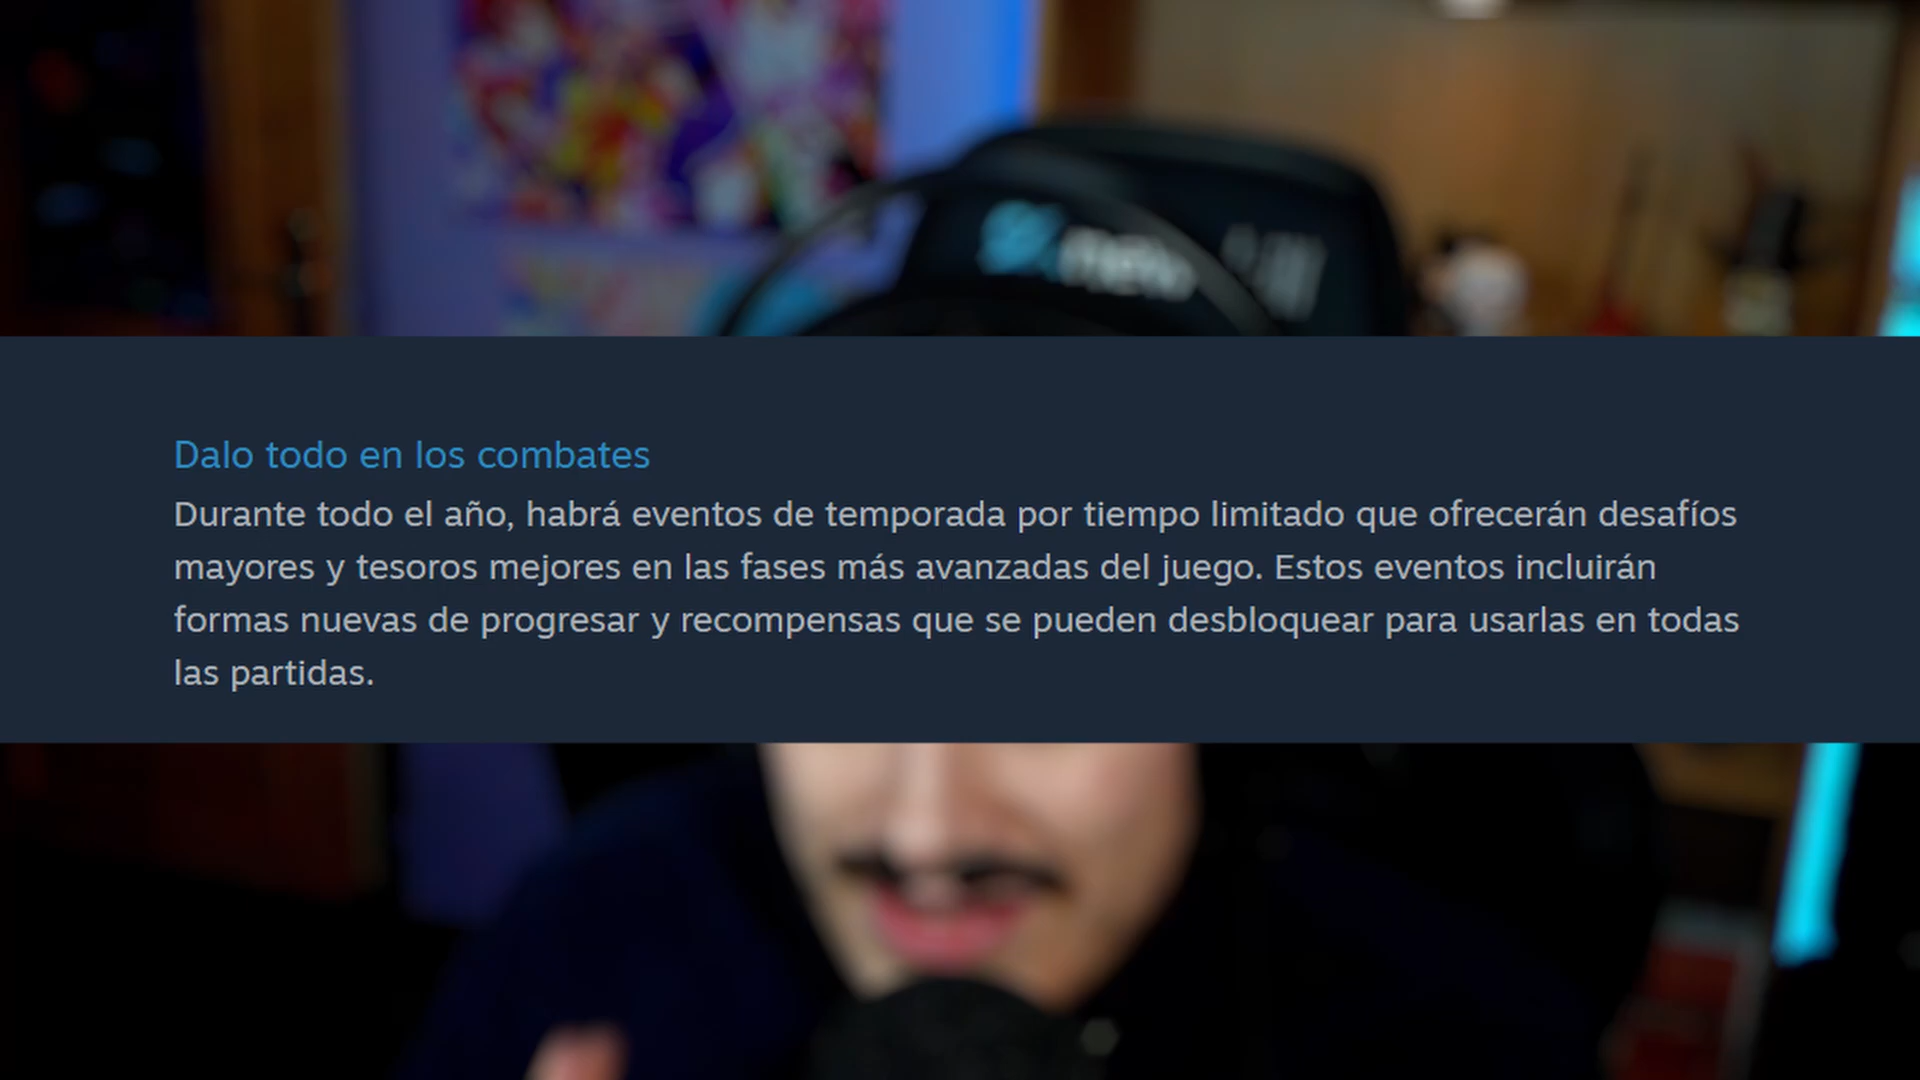 Dalo todo en los combates
Durante todo el año, habrá eventos de temporada por tiempo limitado que ofrecerán desafíos
mayores y tesoros mejores en las fases más avanzadas del juego. Estos eventos incluirán
formas nuevas de progresar y recompensas que se pueden desbloquear para usarlas en todas
las partidas.